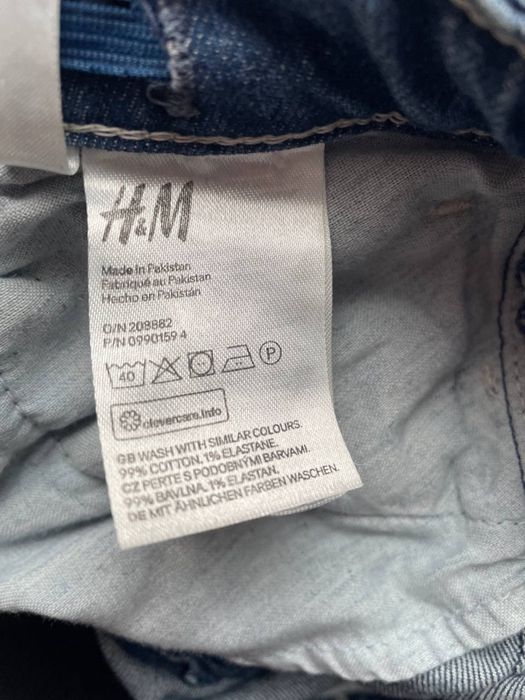 H&M
Made in Pakistan
Fabriqué au Pakistan
Hecho en Pakistán
O/N 208882
P/N 0990159 4
40 P
clevercare.info
GB WASH WITH SIMILAR COLOURS.
99% COTTON, 1% ELASTANE.
CZ PERTE S PODOBNÝMI BARVAMI.
99% BAVLNA, 1% ELASTAN.
DE MIT ÄHNLICHEN FARBEN WASCHEN.